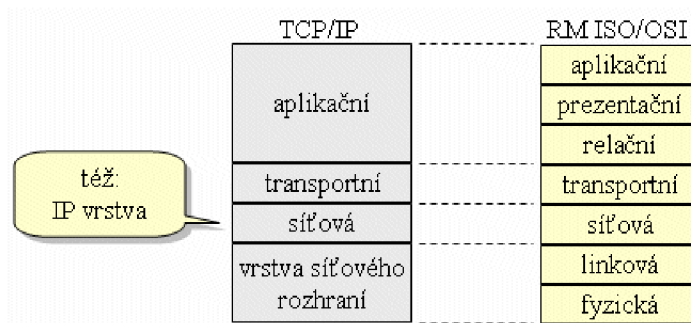 TCP/IP
aplikační
transportní
síťová
vrstva síťového
rozhraní
též:
IP vrstva
RM ISO/OSI
aplikační
prezentační
relační
transportní
síťová
linková
fyzická